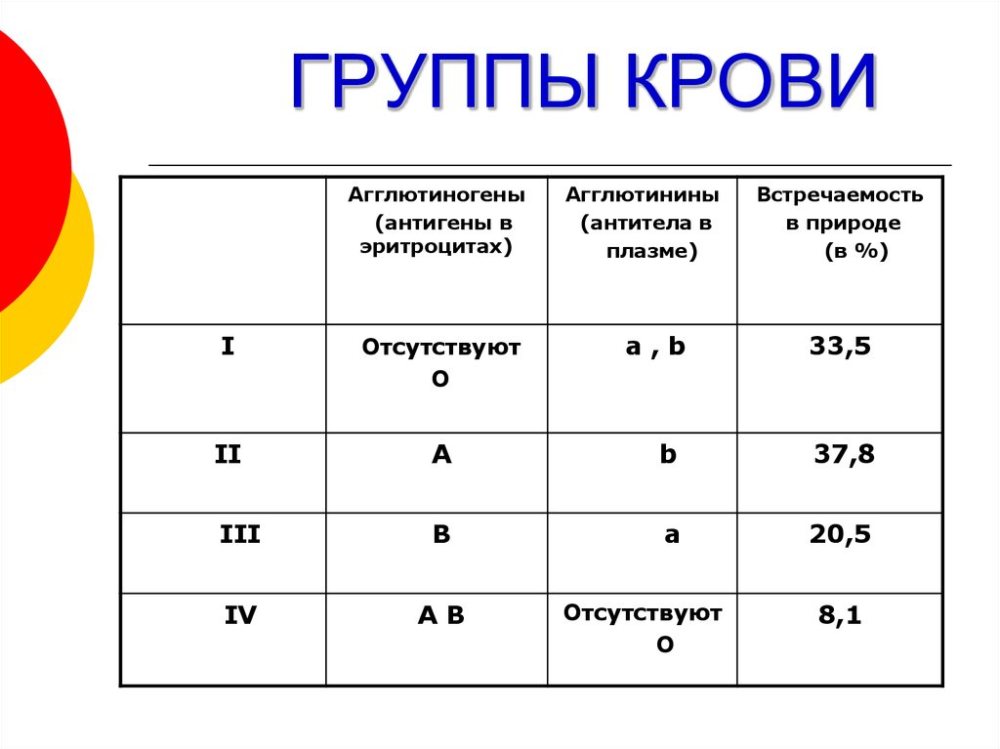 ГРУППЫ КРОВИ
Агглютиногены
(антигены в
эритроцитах)
Агглютинины
(антитела в
плазме)
Встречаемость
в природе
(в %)
I
Отсутствуют
О
a , b
33,5
II
А
b
37,8
III
В
a
20,5
IV
А В
Отсутствуют
О
8,1